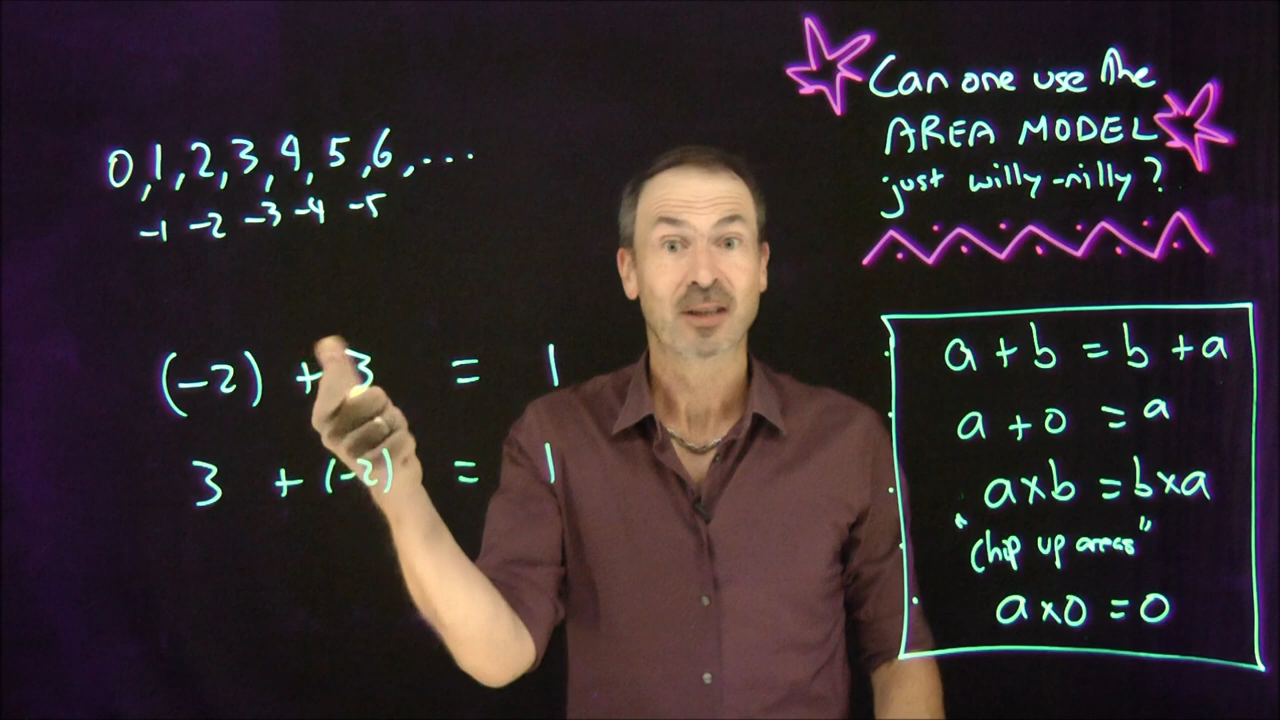 0, 1, 2, 3, 4, 5, 6, ...
-1 -2 -3 -4 -5
(-2) + 3 = 1
3 + (-2) = 1
Can one use the
AREA MODEL
just willy-nilly?
a + b = b + a
a + 0 = a
a x b = b x a
"Chip up areas"
a x 0 = 0